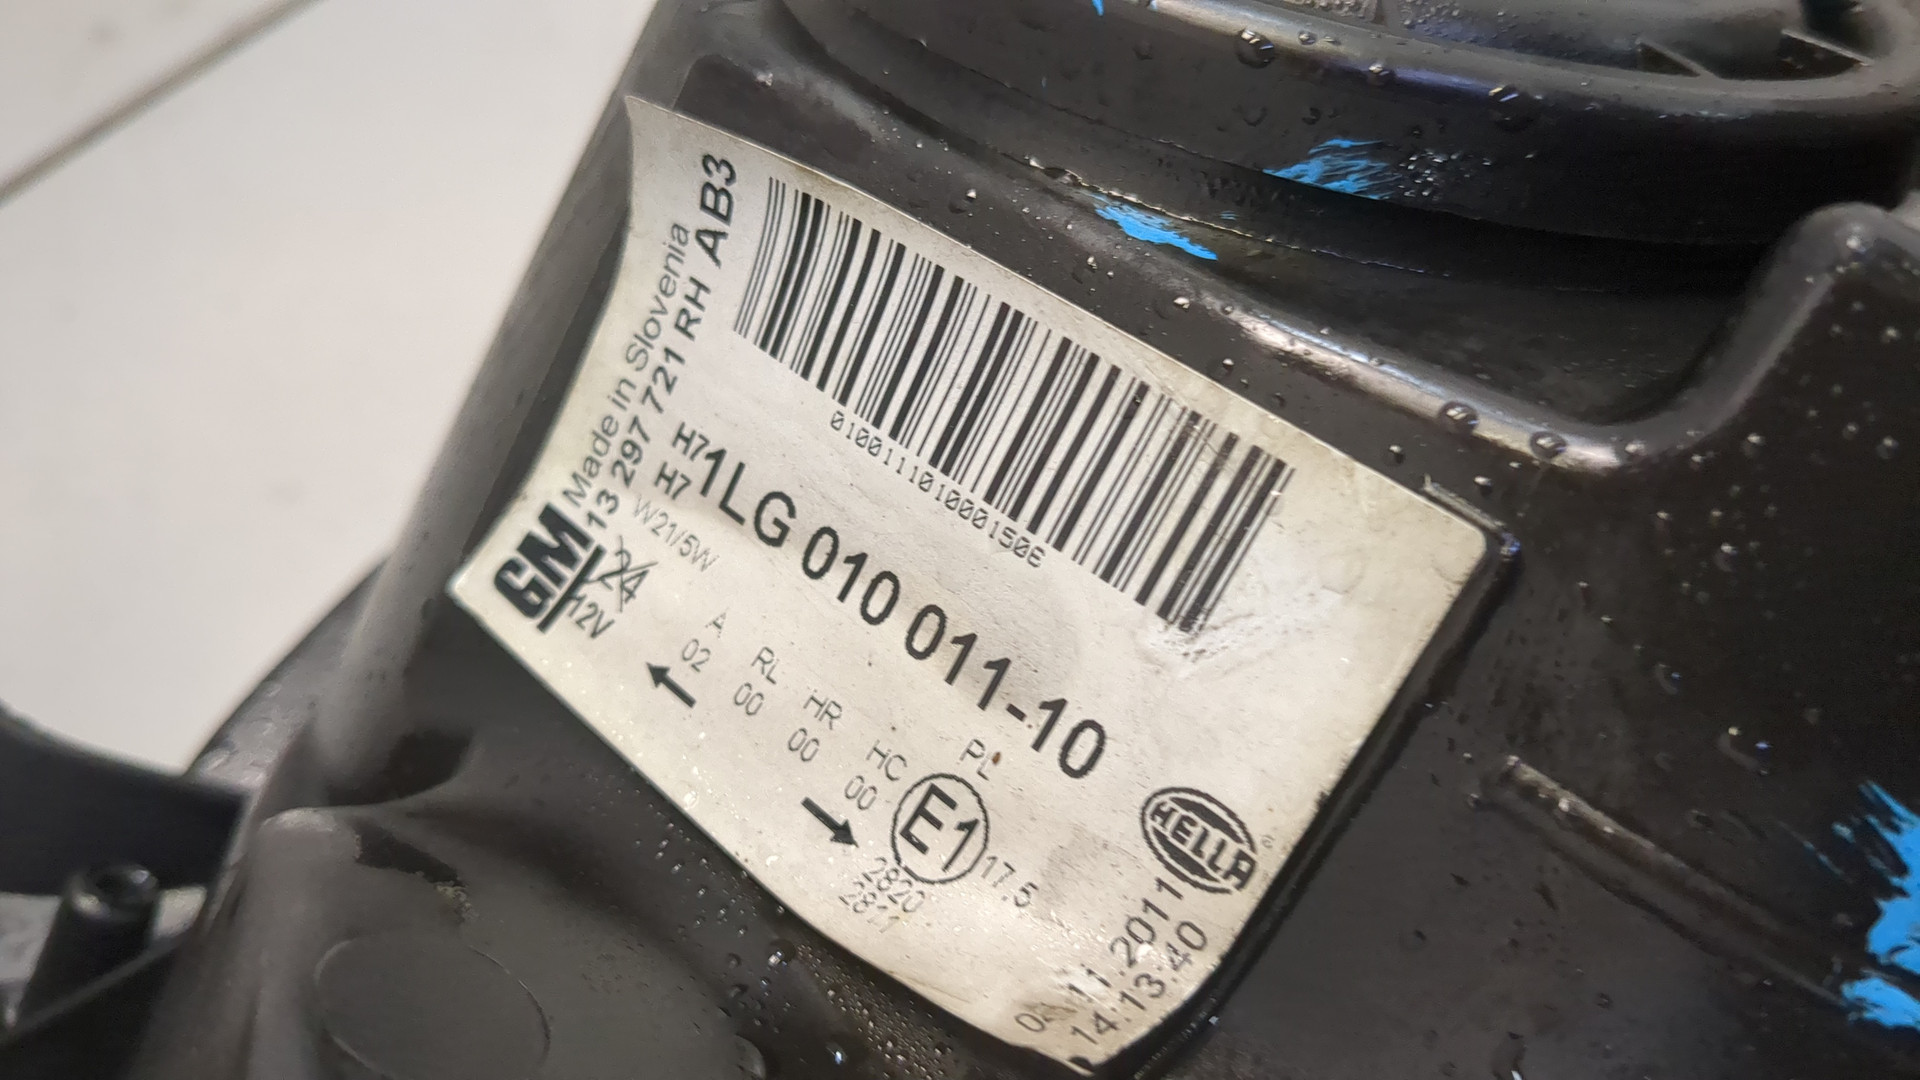 GM
Made in Slovenia
13 297 721 RH AB3
12V
H7
H7
W21/5W
1LG 010 011-10
A RL HR HC PL
02 00 00 00
E1
17.5
2820
HELLA
11.2011
14:13:40